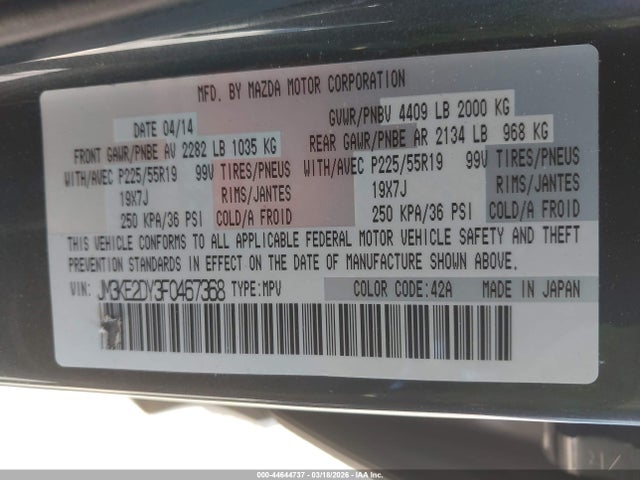 MFD. BY MAZDA MOTOR CORPORATION
DATE 04/14 GVWR/PNBV 4409 LB 2000 KG
FRONT GAWR/PNBE AV 2282 LB 1035 KG REAR GAWR/PNBE AR 2134 LB 968 KG
WITH/AVEC P225/55R19 99V TIRES/PNEUS WITH/AVEC P225/55R19 99V TIRES/PNEUS
19X7J RIMS/JANTES 19X7J RIMS/JANTES
250 KPA/36 PSI COLD/A FROID 250 KPA/36 PSI COLD/A FROID
THIS VEHICLE CONFORMS TO ALL APPLICABLE FEDERAL MOTOR VEHICLE SAFETY AND THEFT
PREVENTION STANDARDS IN EFFECT ON THE DATE OF MANUFACTURE SHOWN ABOVE.
VIN: JM3KE2DY3F0467368 TYPE:MPV COLOR CODE:42A MADE IN JAPAN
000-44644737 - 03/18/2026 - IAAI.COM